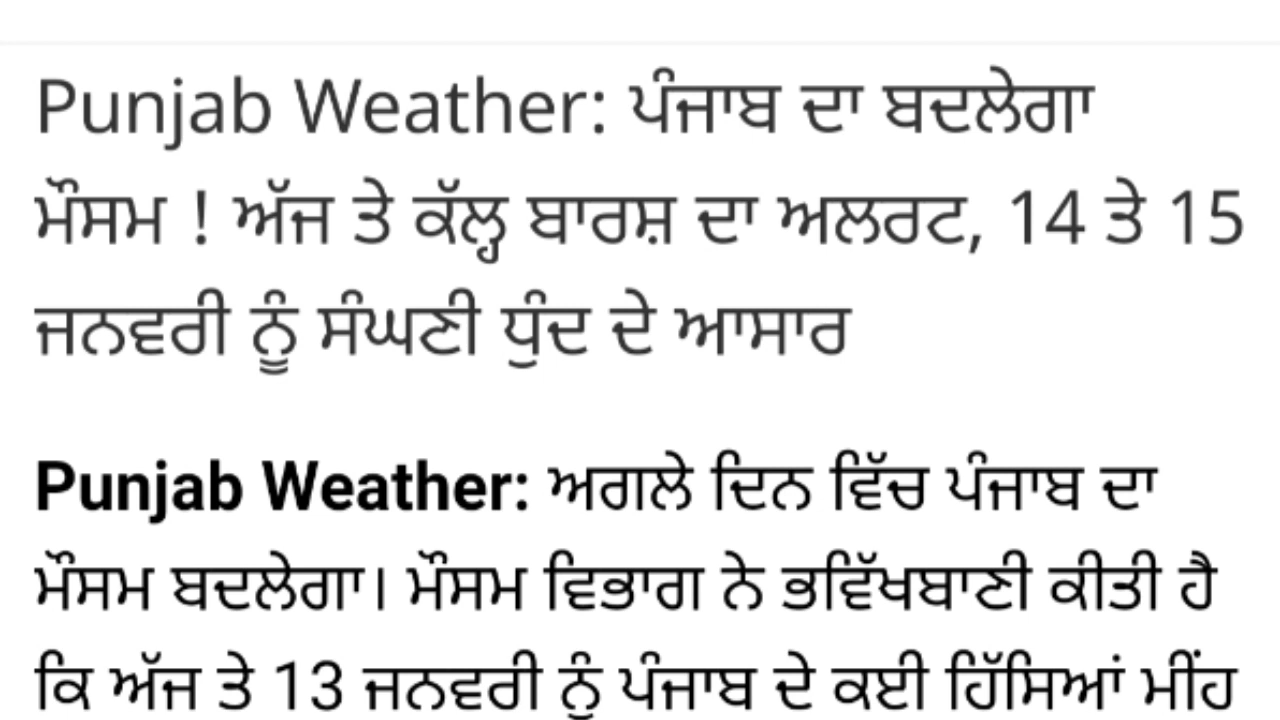 Punjab Weather: ਪੰਜਾਬ ਦਾ ਬਦਲੇਗਾ
ਮੌਸਮ ! ਅੱਜ ਤੇ ਕੱਲ੍ਹ ਬਾਰਸ਼ ਦਾ ਅਲਰਟ, 14 ਤੇ 15
ਜਨਵਰੀ ਨੂੰ ਸੰਘਣੀ ਧੁੰਦ ਦੇ ਆਸਾਰ
Punjab Weather: ਅਗਲੇ ਦਿਨ ਵਿੱਚ ਪੰਜਾਬ ਦਾ
ਮੌਸਮ ਬਦਲੇਗਾ। ਮੌਸਮ ਵਿਭਾਗ ਨੇ ਭਵਿੱਖਬਾਣੀ ਕੀਤੀ ਹੈ
ਕਿ ਅੱਜ ਤੇ 13 ਜਨਵਰੀ ਨੂੰ ਪੰਜਾਬ ਦੇ ਕਈ ਹਿੱਸਿਆਂ ਮੀਂਹ